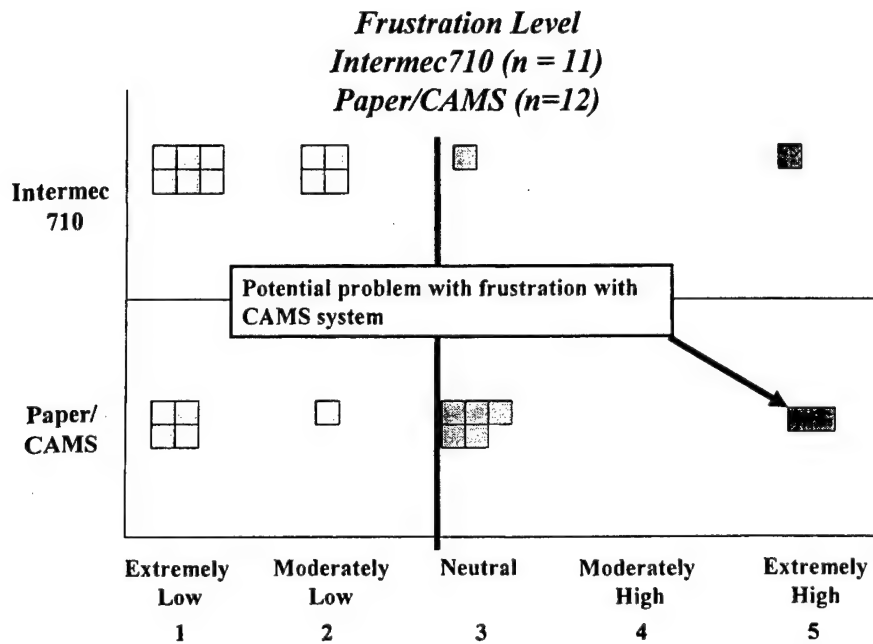 Frustration Level
Intermec710 (n = 11)
Paper/CAMS (n=12)
Intermec
710
Potential problem with frustration with
CAMS system
Paper/
CAMS
Extremely Moderately Neutral Moderately Extremely
Low Low High High
1 2 3 4 5